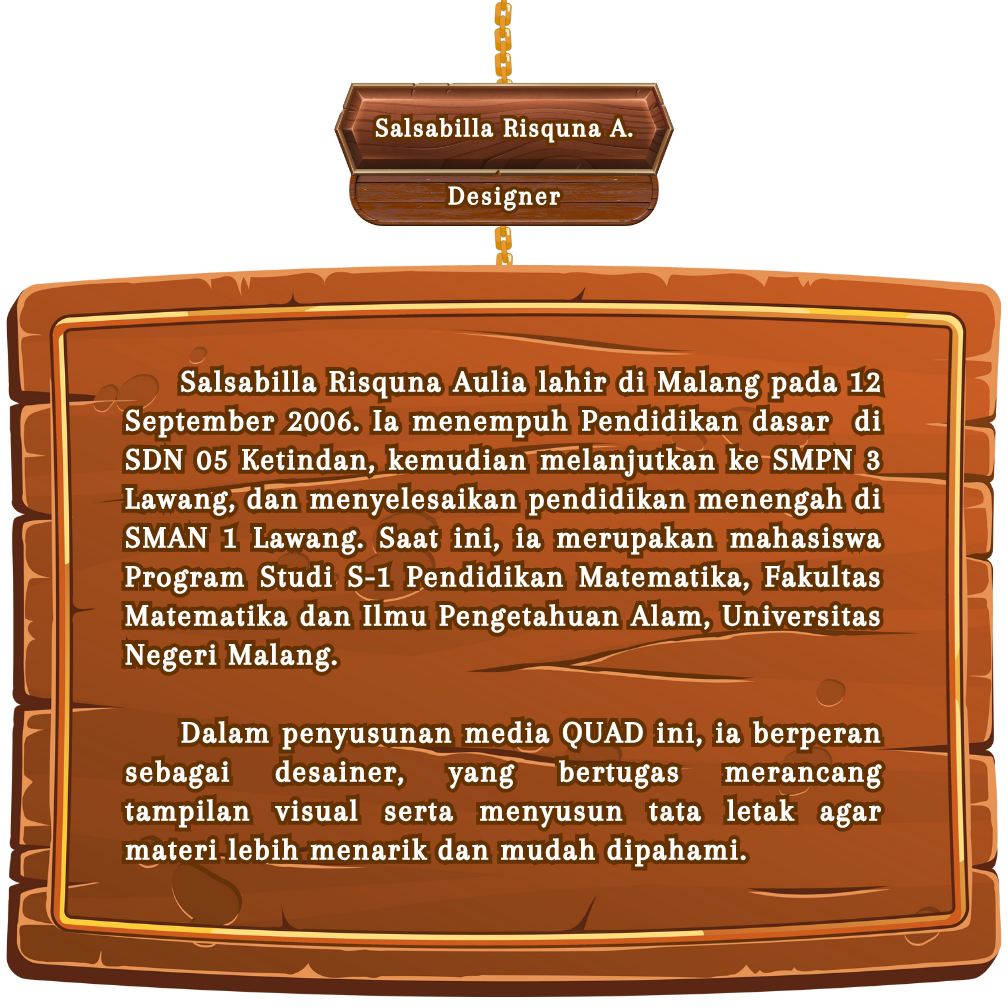 Salsabilla Risquna A.
Designer
Salsabilla Risquna Aulia lahir di Malang pada 12
September 2006. Ia menempuh Pendidikan dasar di
SDN 05 Ketindan, kemudian melanjutkan ke SMPN 3
Lawang, dan menyelesaikan pendidikan menengah di
SMAN 1 Lawang. Saat ini, ia merupakan mahasiswa
Program Studi S-1 Pendidikan Matematika, Fakultas
Matematika dan Ilmu Pengetahuan Alam, Universitas
Negeri Malang.
Dalam penyusunan media QUAD ini, ia berperan
sebagai desainer, yang bertugas merancang
tampilan visual serta menyusun tata letak agar
materi lebih menarik dan mudah dipahami.